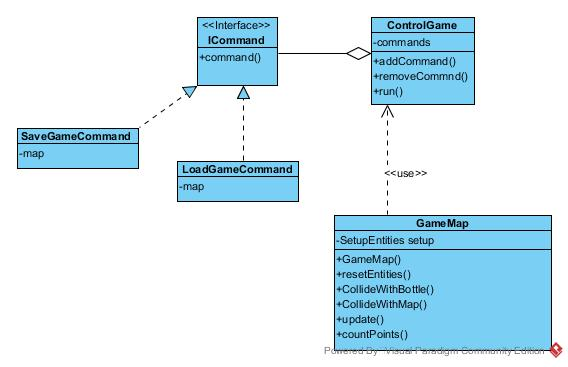 <<Interface>>
ICommand
+command()
ControlGame
-commands
+addCommand()
+removeCommnd()
+run()
SaveGameCommand
-map
LoadGameCommand
-map
<<use>>
GameMap
-SetupEntities setup
+GameMap()
+resetEntities()
+CollideWithBottle()
+CollideWithMap()
+update()
+countPoints()
Powered By Visual Paradigm Community Edition